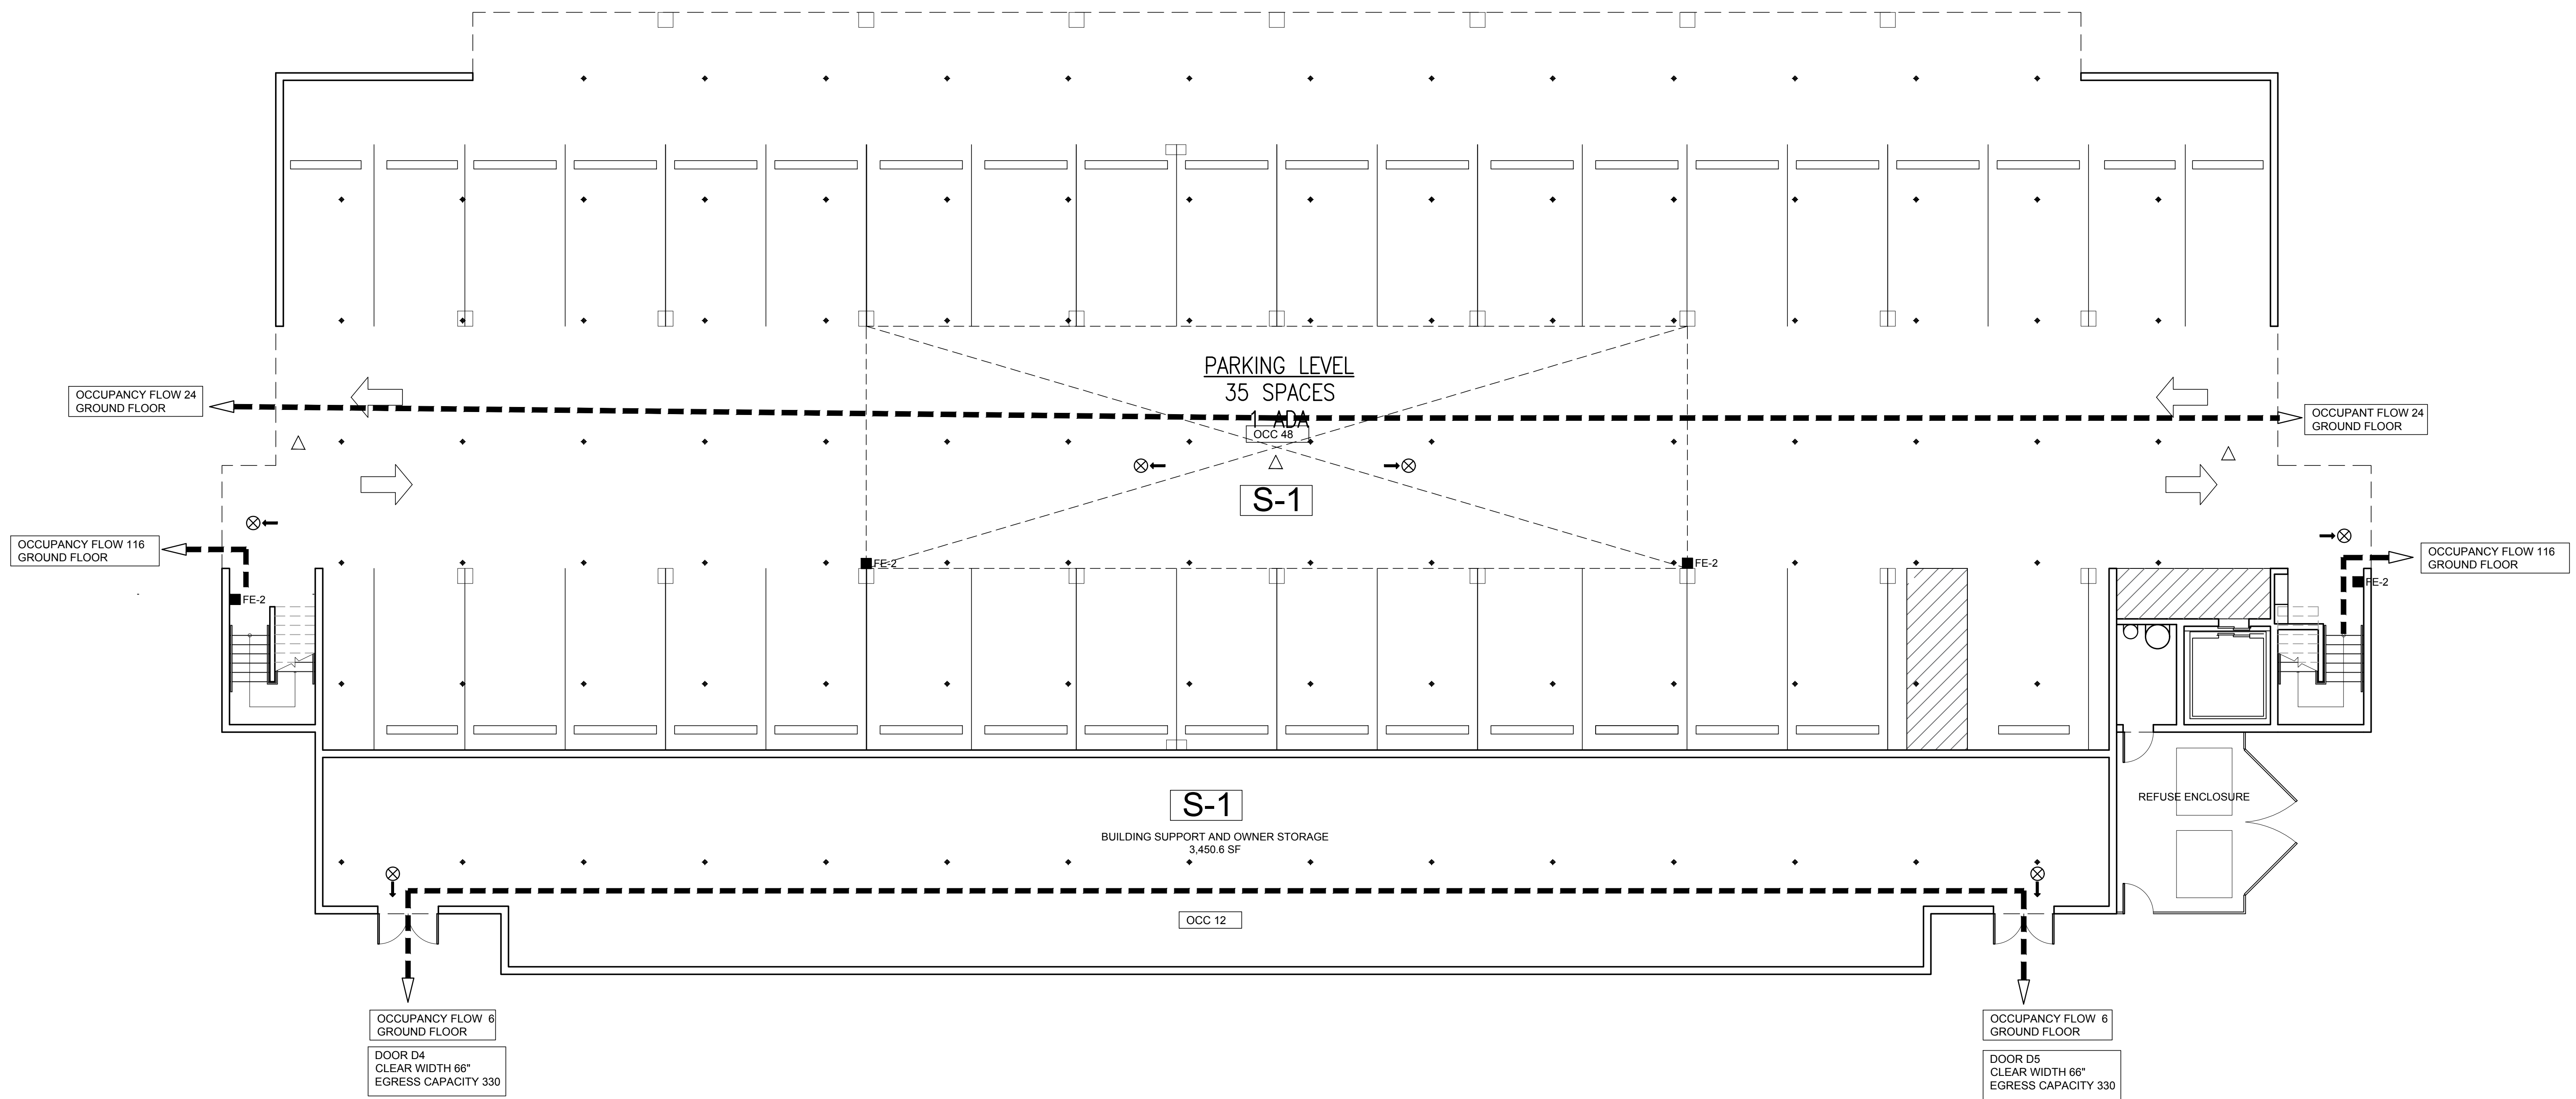 PARKING LEVEL
35 SPACES
1 ADA
OCC 48
OCCUPANCY FLOW 24
GROUND FLOOR
OCCUPANT FLOW 24
GROUND FLOOR
S-1
OCCUPANCY FLOW 116
GROUND FLOOR
OCCUPANCY FLOW 116
GROUND FLOOR
FE-2
FE-2
FE-2
FE-2
S-1
BUILDING SUPPORT AND OWNER STORAGE
3,450.6 SF
REFUSE ENCLOSURE
OCC 12
OCCUPANCY FLOW 6
GROUND FLOOR
DOOR D4
CLEAR WIDTH 66"
EGRESS CAPACITY 330
OCCUPANCY FLOW 6
GROUND FLOOR
DOOR D5
CLEAR WIDTH 66"
EGRESS CAPACITY 330